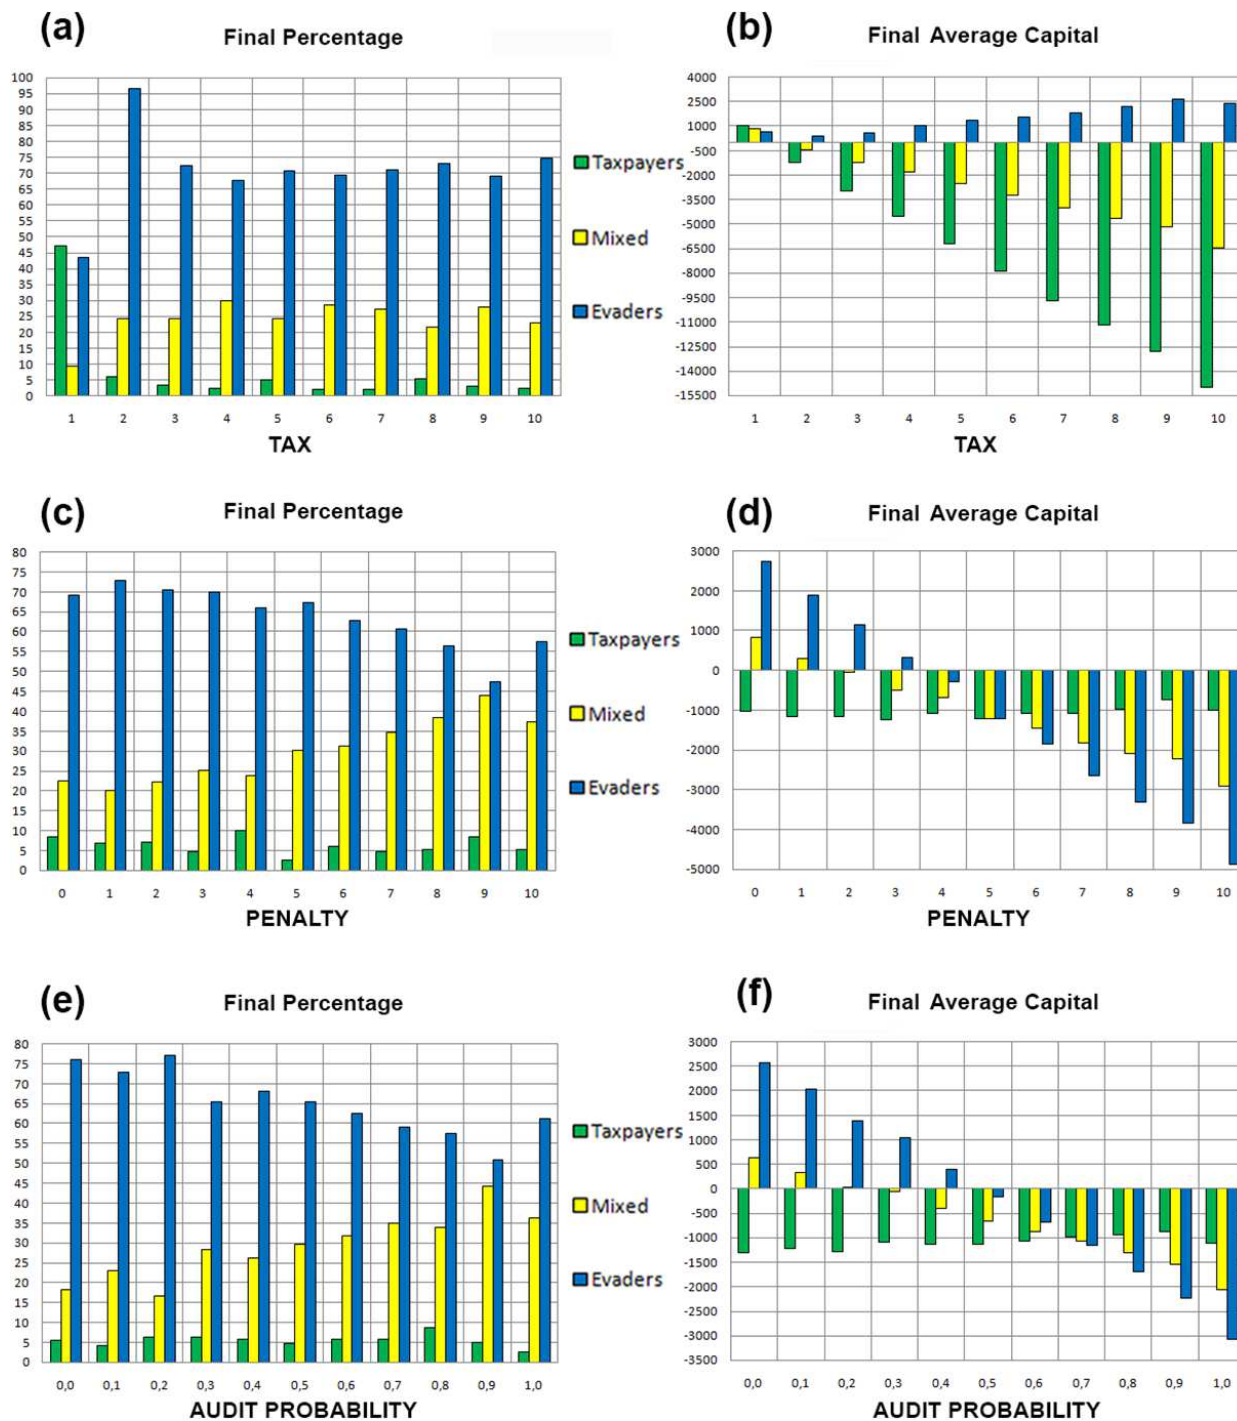 (a)
Final Percentage
100
95
90
85
80
75
70
65
60
55
50
45
40
35
30
25
20
15
10
5
0
1 2 3 4 5 6 7 8 9 10
TAX
Taxpayers
Mixed
Evaders
(b)
Final Average Capital
4000
2500
1000
-500
-2000
-3500
-5000
-6500
-8000
-9500
-11000
-12500
-14000
-15500
1 2 3 4 5 6 7 8 9 10
TAX
(c)
Final Percentage
80
75
70
65
60
55
50
45
40
35
30
25
20
15
10
5
0
0 1 2 3 4 5 6 7 8 9 10
PENALTY
Taxpayers
Mixed
Evaders
(d)
Final Average Capital
3000
2000
1000
0
-1000
-2000
-3000
-4000
-5000
0 1 2 3 4 5 6 7 8 9 10
PENALTY
(e)
Final Percentage
80
75
70
65
60
55
50
45
40
35
30
25
20
15
10
5
0
0,0 0,1 0,2 0,3 0,4 0,5 0,6 0,7 0,8 0,9 1,0
AUDIT PROBABILITY
Taxpayers
Mixed
Evaders
(f)
Final Average Capital
3000
2500
2000
1500
1000
500
0
-500
-1000
-1500
-2000
-2500
-3000
-3500
0,0 0,1 0,2 0,3 0,4 0,5 0,6 0,7 0,8 0,9 1,0
AUDIT PROBABILITY